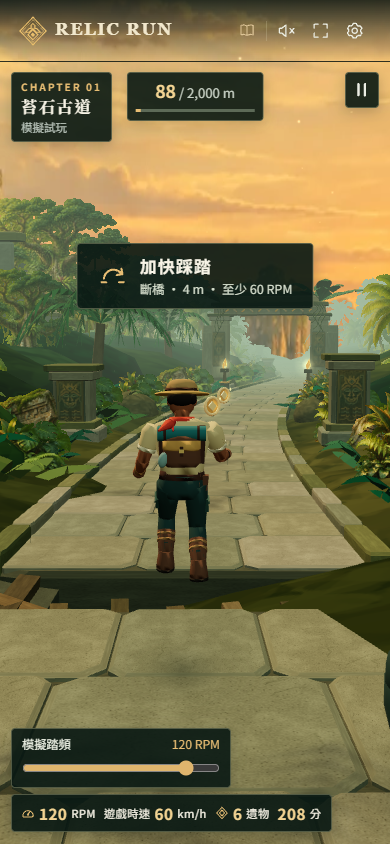 RELIC RUN
CHAPTER 01
苔石古道
模擬試玩
88 / 2,000 m
加快踩踏
斷橋 · 4 m · 至少 60 RPM
模擬踏頻 120 RPM
120 RPM 遊戲時速 60 km/h 6 遺物 208 分